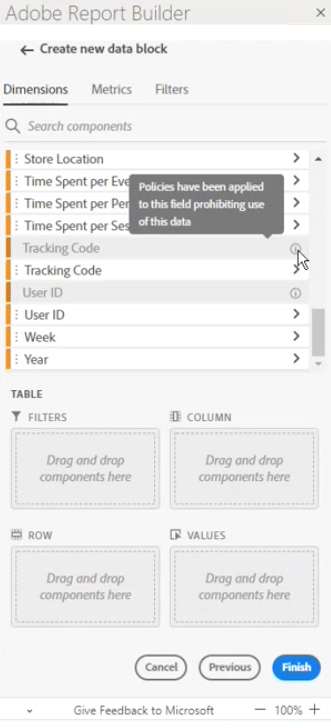 Adobe Report Builder
Create new data block
Dimensions Metrics Filters
Search components
Store Location
Time Spent per Eve
Time Spent per Per
Time Spent per Ses
Policies have been applied
to this field prohibiting use
of this data
Tracking Code
Tracking Code
User ID
User ID
Week
Year
TABLE
FILTERS
COLUMN
Drag and drop
components here
Drag and drop
components here
ROW
VALUES
Drag and drop
components here
Drag and drop
components here
Cancel Previous Finish
Give Feedback to Microsoft — 100% +